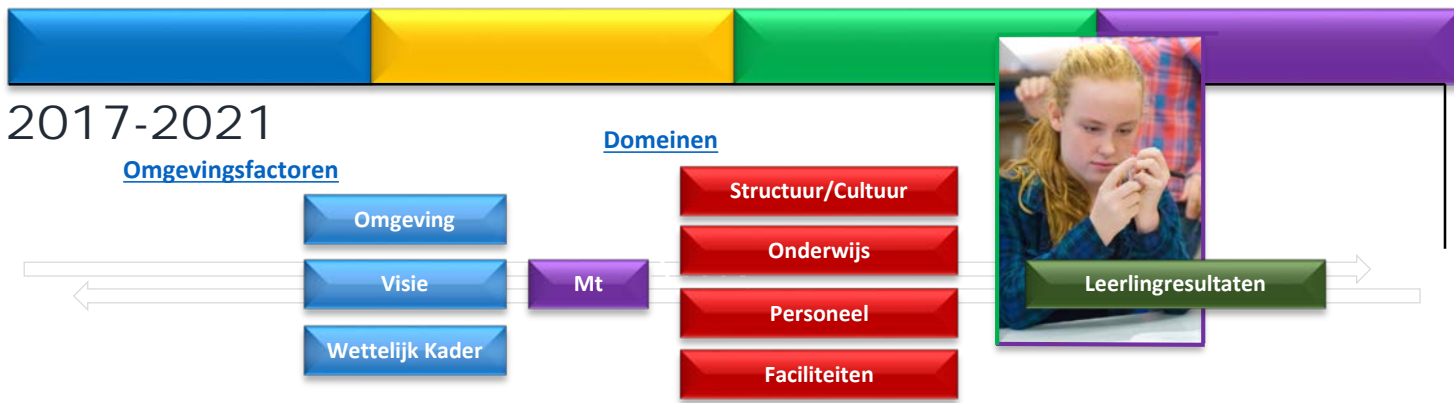 2017-2021
Omgevingsfactoren
Domeinen
Omgeving
Visie
Wettelijk Kader
Mt
Structuur/Cultuur
Onderwijs
Personeel
Faciliteiten
Leerlingresultaten